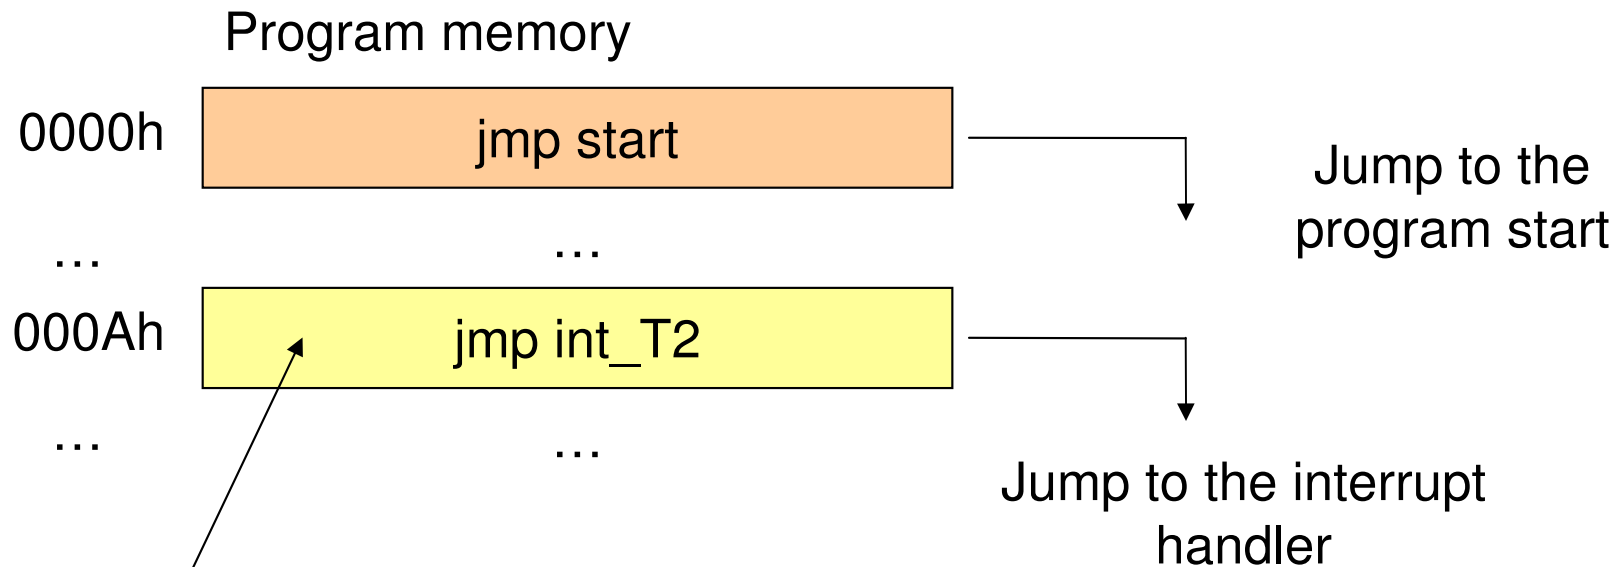 Program memory
0000h
jmp start
Jump to the
program start
…
…
000Ah
jmp int_T2
…
…
Jump to the interrupt
handler